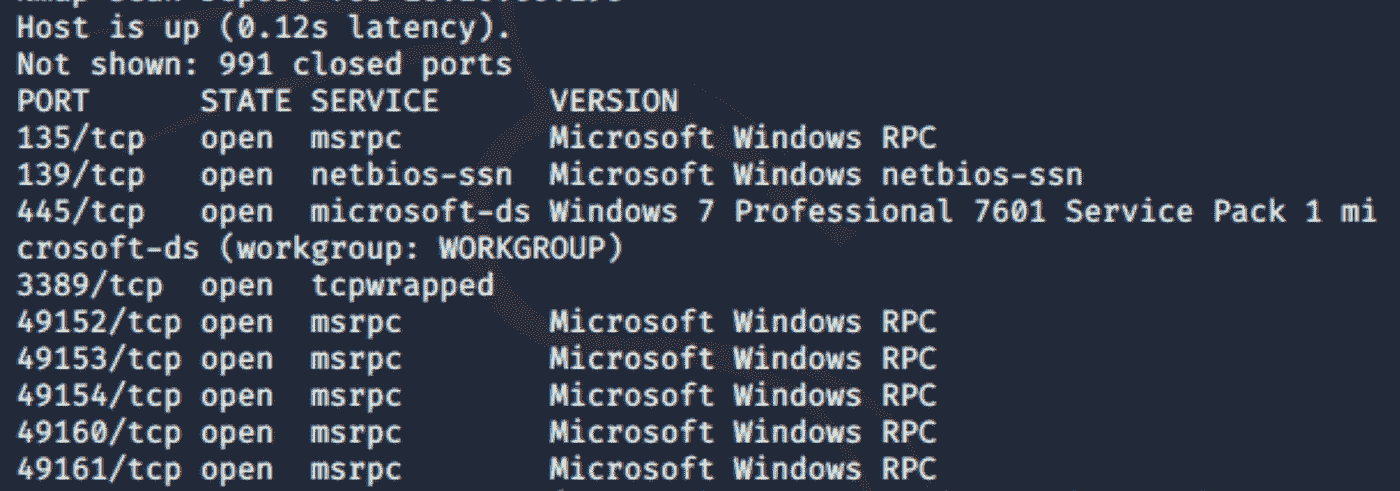 Host is up (0.12s latency).
Not shown: 991 closed ports
PORT      STATE SERVICE      VERSION
135/tcp   open  msrpc        Microsoft Windows RPC
139/tcp   open  netbios-ssn  Microsoft Windows netbios-ssn
445/tcp   open  microsoft-ds Windows 7 Professional 7601 Service Pack 1 mi
crosoft-ds (workgroup: WORKGROUP)
3389/tcp  open  tcpwrapped
49152/tcp open  msrpc        Microsoft Windows RPC
49153/tcp open  msrpc        Microsoft Windows RPC
49154/tcp open  msrpc        Microsoft Windows RPC
49160/tcp open  msrpc        Microsoft Windows RPC
49161/tcp open  msrpc        Microsoft Windows RPC